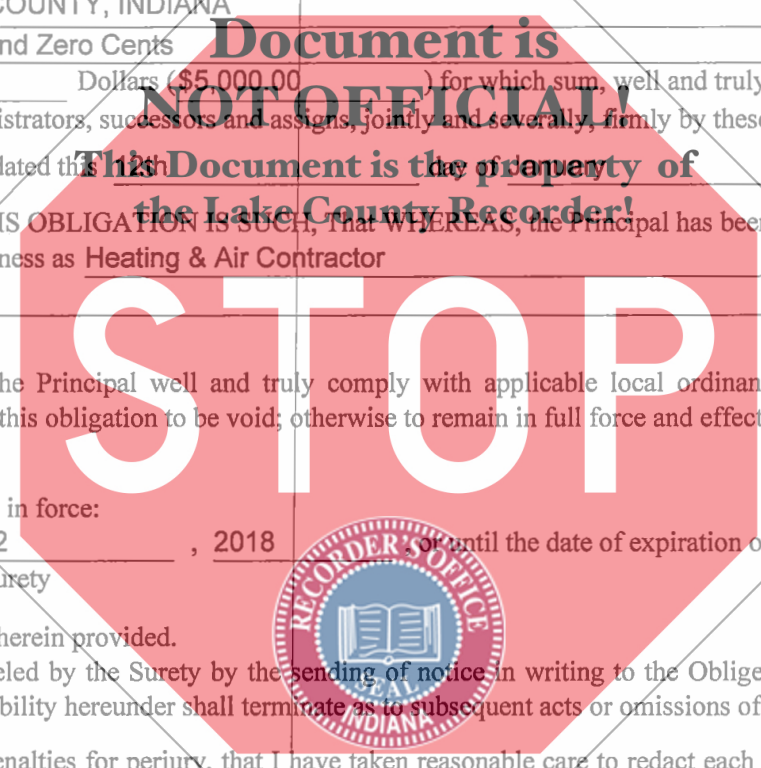 COUNTY, INDIANA
nd Zero Cents
Document is
Dollars ($5,000.00 ) for which sum, well and truly
NOT OFFICIAL!
istrators, successors and assigns, jointly and severally, firmly by these
dated this 12th day of January
This Document is the property of
IS OBLIGATION IS SUCH, That WHEREAS, the Principal has been
the Lake County Recorder!
ness as Heating & Air Contractor
STOP
he Principal well and truly comply with applicable local ordinan
this obligation to be void; otherwise to remain in full force and effect
in force:
2 , 2018 , or until the date of expiration o
urety
RECORDER'S OFFICE
SEAL
INDIANA
herein provided.
eled by the Surety by the sending of notice in writing to the Oblige
bility hereunder shall terminate as to subsequent acts or omissions of
enalties for perjury, that I have taken reasonable care to redact each